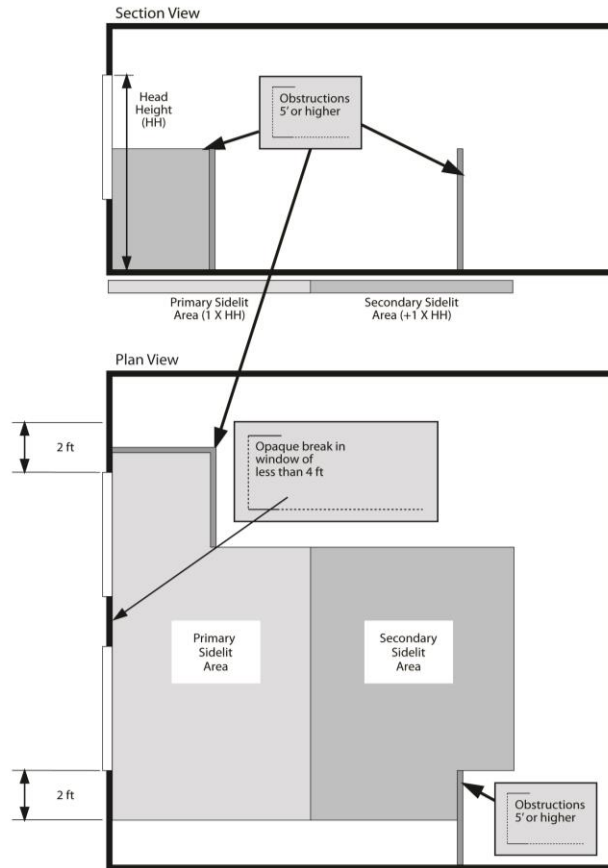 Section View
Head
Height
(HH)
Obstructions
5' or higher
Primary Sidelit
Area (1 X HH)
Secondary Sidelit
Area (+1 X HH)
Plan View
2 ft
Opaque break in
window of
less than 4 ft
Primary
Sidelit
Area
Secondary
Sidelit
Area
2 ft
Obstructions
5' or higher